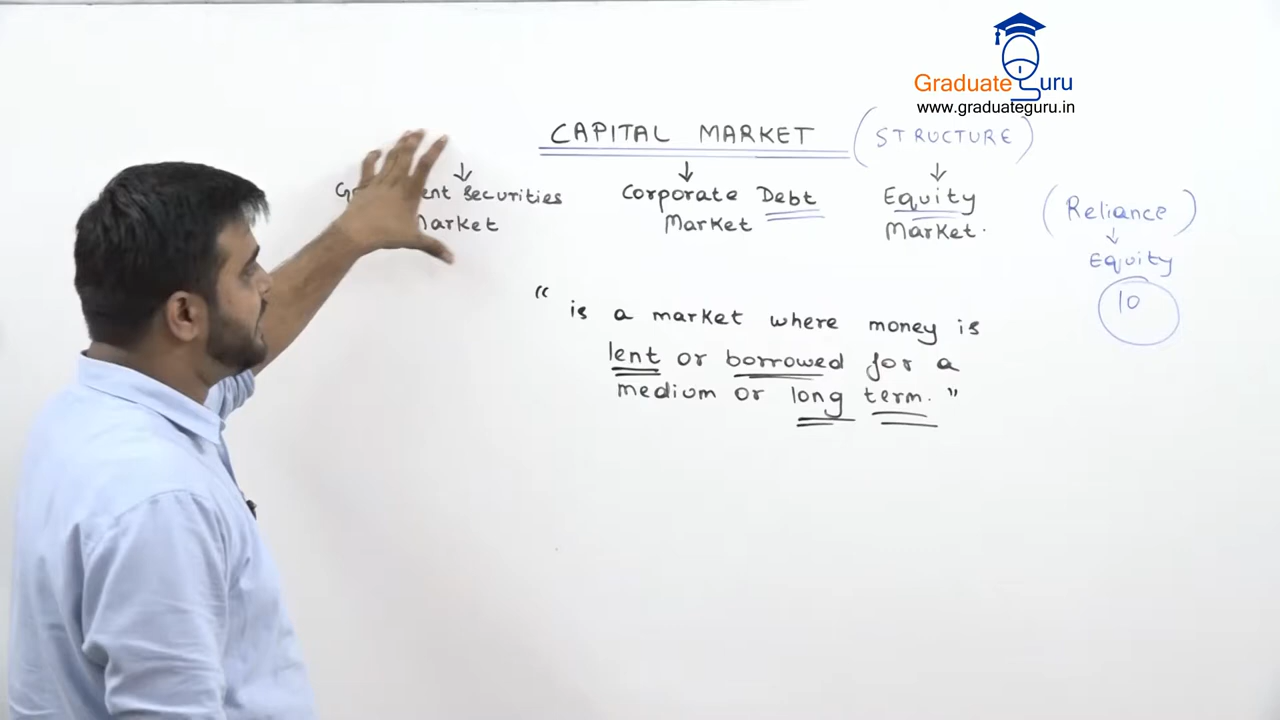 Graduate Guru
www.graduateguru.in
CAPITAL MARKET (STRUCTURE)
Securities
Market
Corporate Debt
Market
Equity
Market.
(Reliance)
Equity
10
“ is a market where money is
lent or borrowed for a
medium or long term. ”